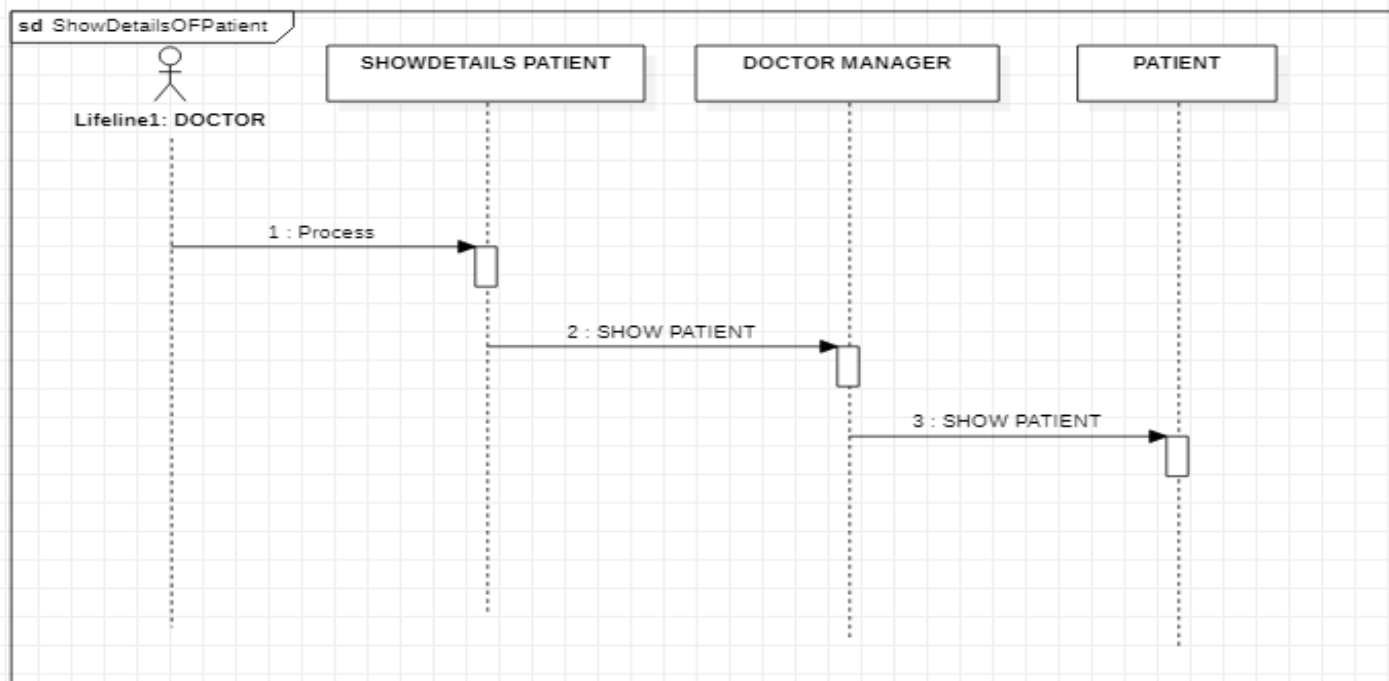 sd ShowDetailsOFPatient
SHOWDETAILS PATIENT
DOCTOR MANAGER
PATIENT
Lifeline1: DOCTOR
1 : Process
2 : SHOW PATIENT
3 : SHOW PATIENT